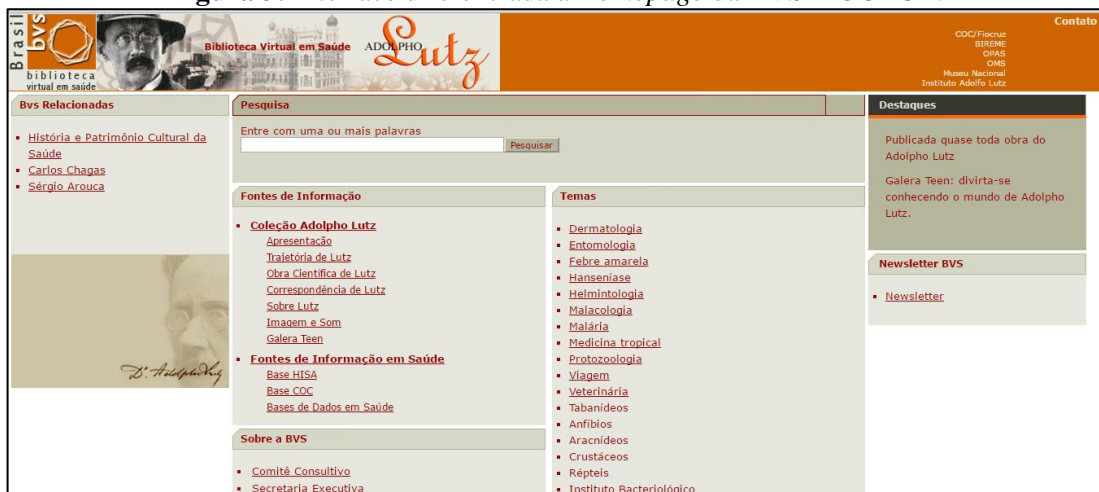 Brasil
bvs
biblioteca
virtual em saúde
Biblioteca Virtual em Saúde
ADOLPHO
Lutz
Contato
COC/Fiocruz
BIREME
OPAS
OMS
Museu Nacional
Instituto Adolfo Lutz
Bvs Relacionadas
História e Patrimônio Cultural da
Saúde
Carlos Chagas
Sérgio Arouca
Dr. Adolpho Lutz
Pesquisa
Entre com uma ou mais palavras
Pesquisar
Fontes de Informação
Coleção Adolpho Lutz
Apresentação
Trajetória de Lutz
Obra Científica de Lutz
Correspondência de Lutz
Sobre Lutz
Imagem e Som
Galera Teen
Fontes de Informação em Saúde
Base HISA
Base COC
Bases de Dados em Saúde
Sobre a BVS
Comitê Consultivo
Secretaria Executiva
Temas
Dermatologia
Entomologia
Febre amarela
Hanseníase
Helmintologia
Malacologia
Malária
Medicina tropical
Protozoologia
Viagem
Veterinária
Tabanídeos
Anfíbios
Aracnídeos
Crustáceos
Répteis
Instituto Bacteriológico
Destaques
Publicada quase toda obra do
Adolpho Lutz
Galera Teen: divirta-se
conhecendo o mundo de Adolpho
Lutz.
Newsletter BVS
Newsletter